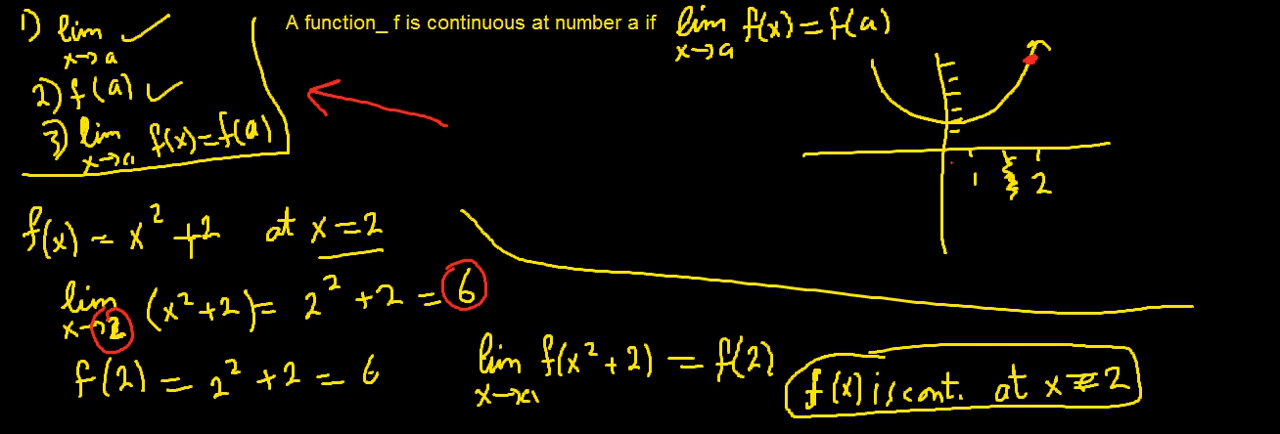 A function_ f is continuous at number a if lim x→a f(x) = f(a)
1) lim x→a ✓
2) f(a) ✓
3) lim x→a f(x) = f(a)
1 2
f(x) = x² + 2 at x = 2
lim x→2 (x² + 2) = 2² + 2 = 6
f(2) = 2² + 2 = 6
lim f(x² + 2) = f(2)
f(x) is cont. at x = 2